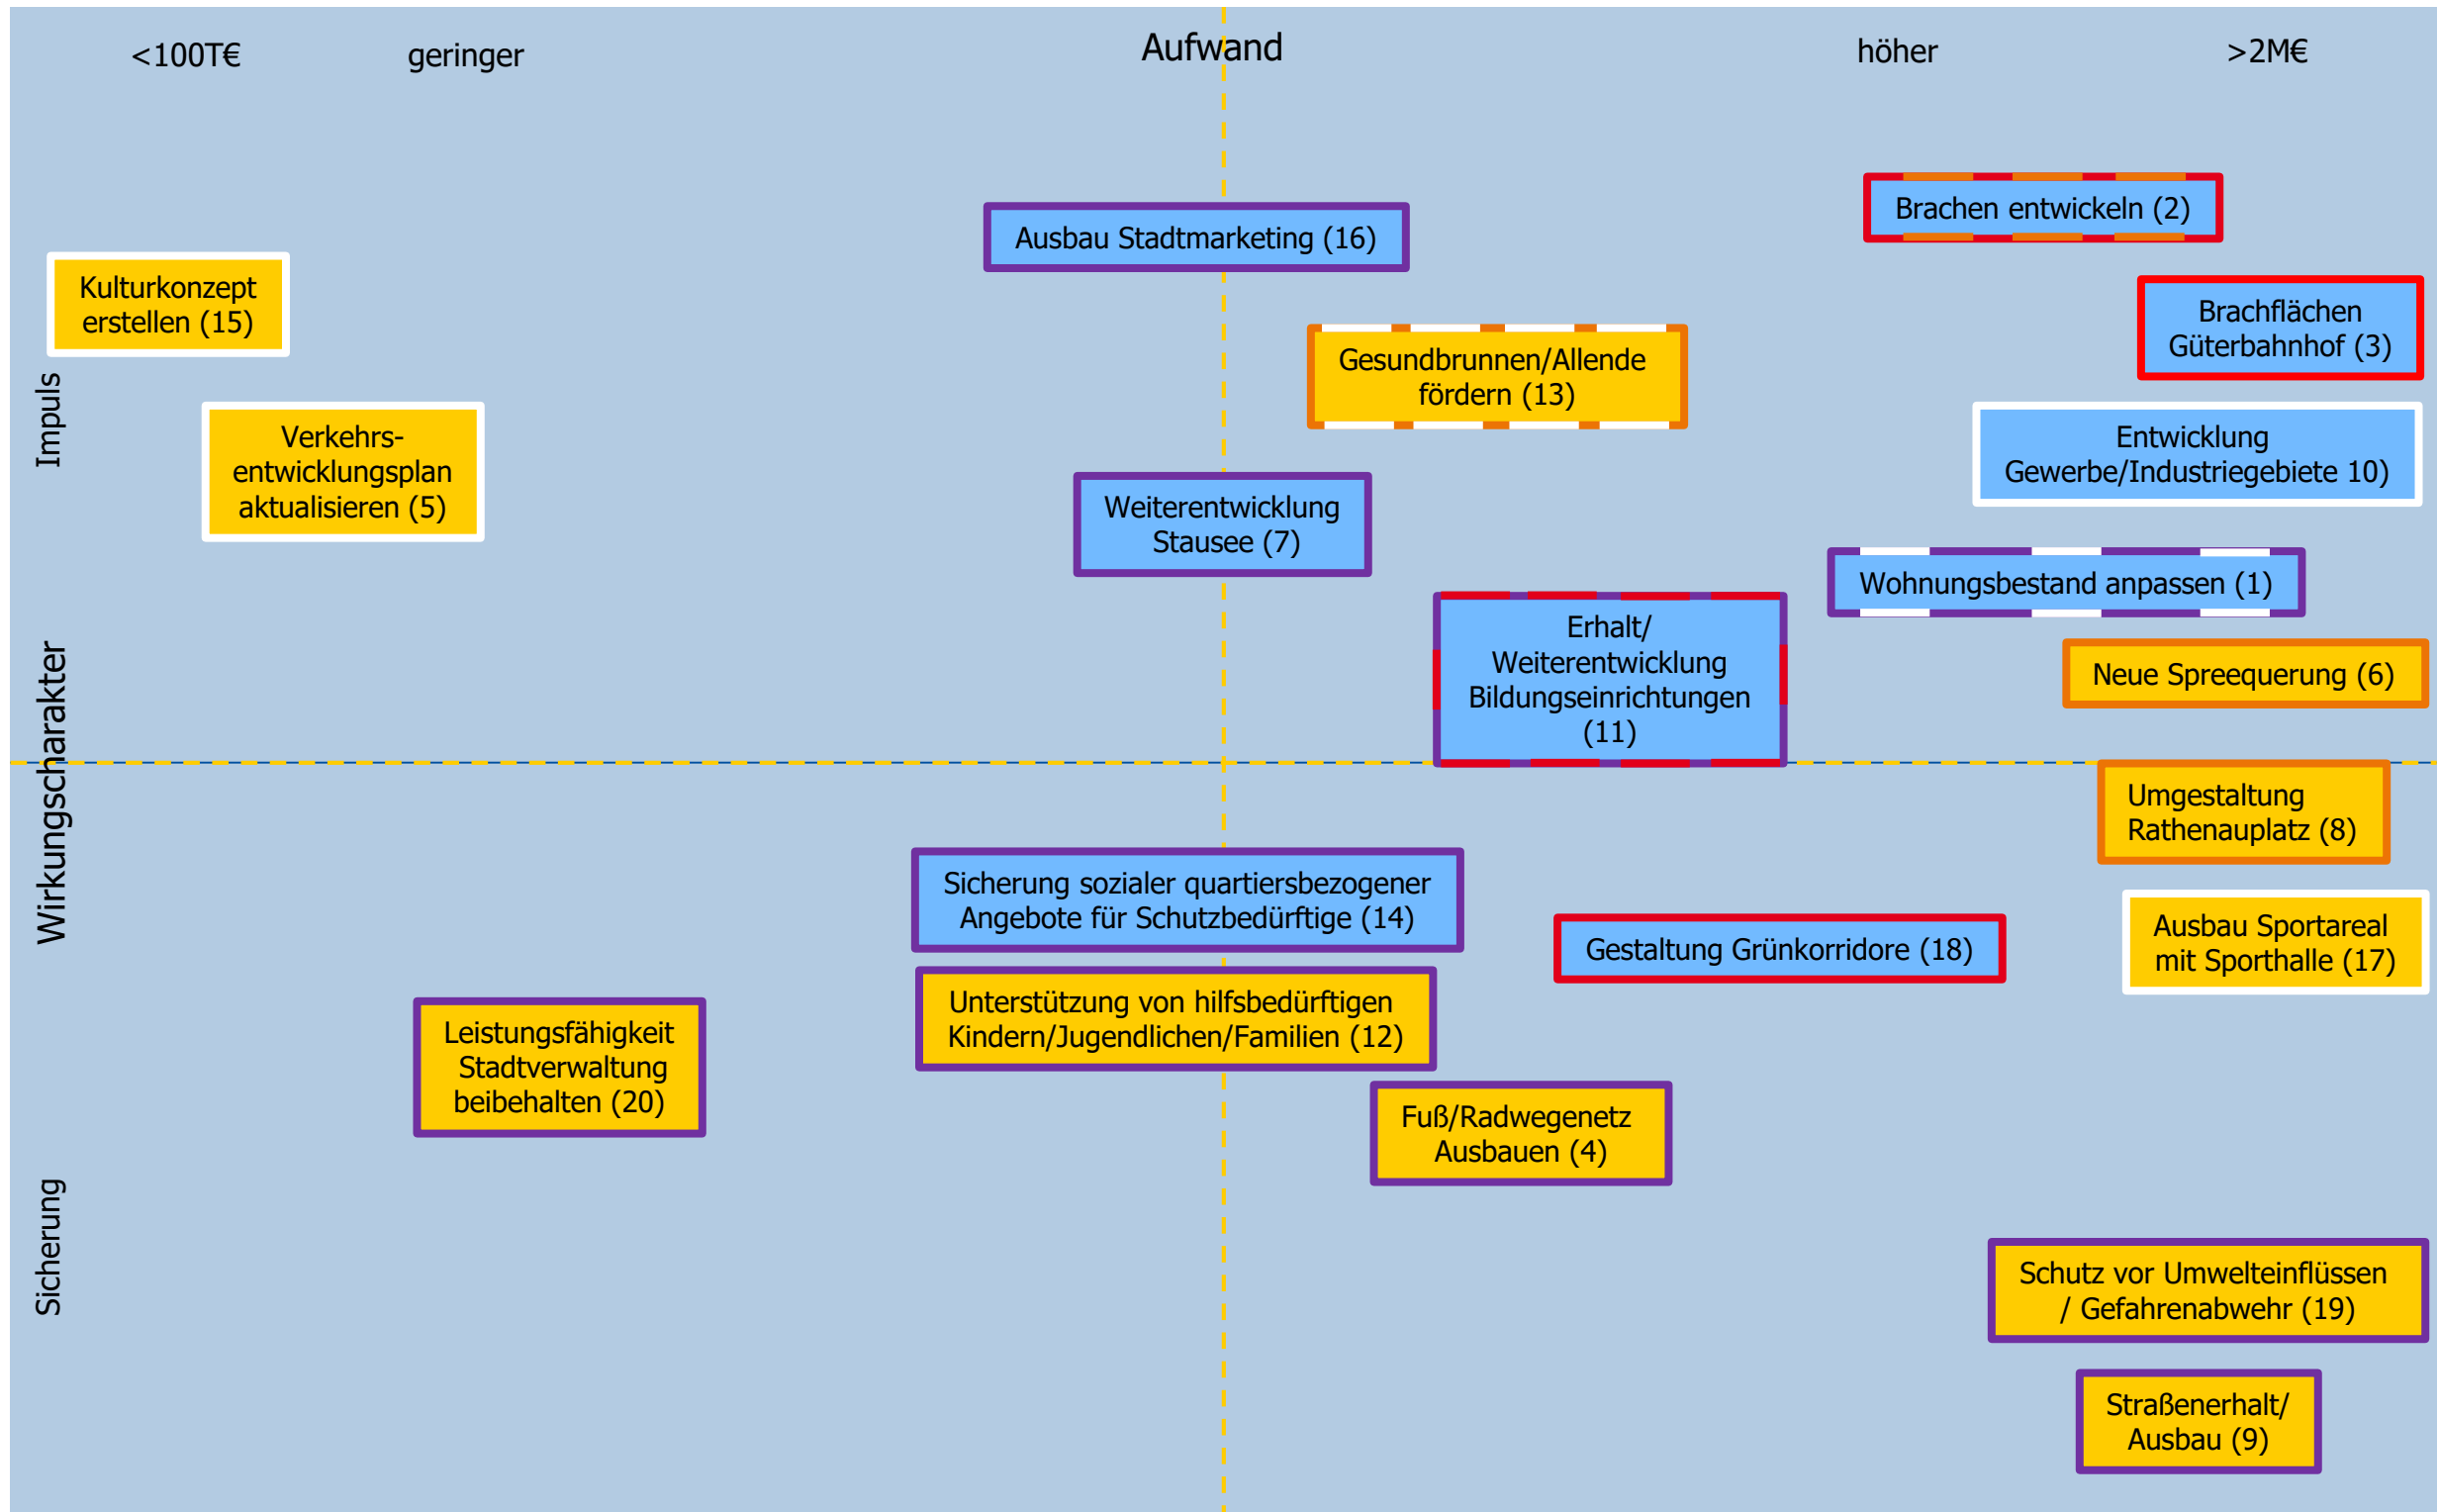 <100T€
geringer
Aufwand
höher
>2M€
Impuls
Wirkungscharakter
Sicherung
Brachen entwickeln (2)
Ausbau Stadtmarketing (16)
Kulturkonzept
erstellen (15)
Brachflächen
Güterbahnhof (3)
Gesundbrunnen/Allende
fördern (13)
Verkehrs-
entwicklungsplan
aktualisieren (5)
Entwicklung
Gewerbe/Industriegebiete 10)
Weiterentwicklung
Stausee (7)
Wohnungsbestand anpassen (1)
Erhalt/
Weiterentwicklung
Bildungseinrichtungen
(11)
Neue Spreequerung (6)
Umgestaltung
Rathenauplatz (8)
Sicherung sozialer quartiersbezogener
Angebote für Schutzbedürftige (14)
Gestaltung Grünkorridore (18)
Ausbau Sportareal
mit Sporthalle (17)
Unterstützung von hilfsbedürftigen
Kindern/Jugendlichen/Familien (12)
Leistungsfähigkeit
Stadtverwaltung
beibehalten (20)
Fuß/Radwegenetz
Ausbauen (4)
Schutz vor Umwelteinflüssen
/ Gefahrenabwehr (19)
Straßenerhalt/
Ausbau (9)